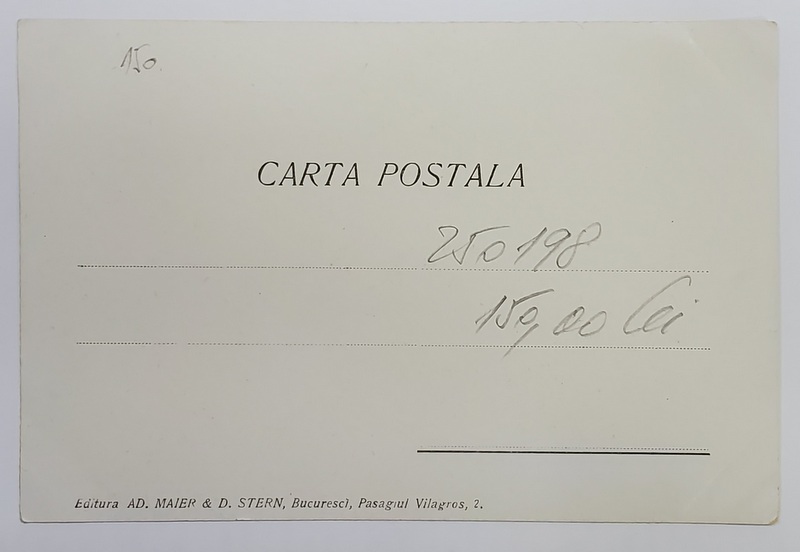 150
CARTA POSTALA
250198
150,00 lei
Editura AD. MAIER & D. STERN, Bucuresci, Pasagiul Vilagros, 2.